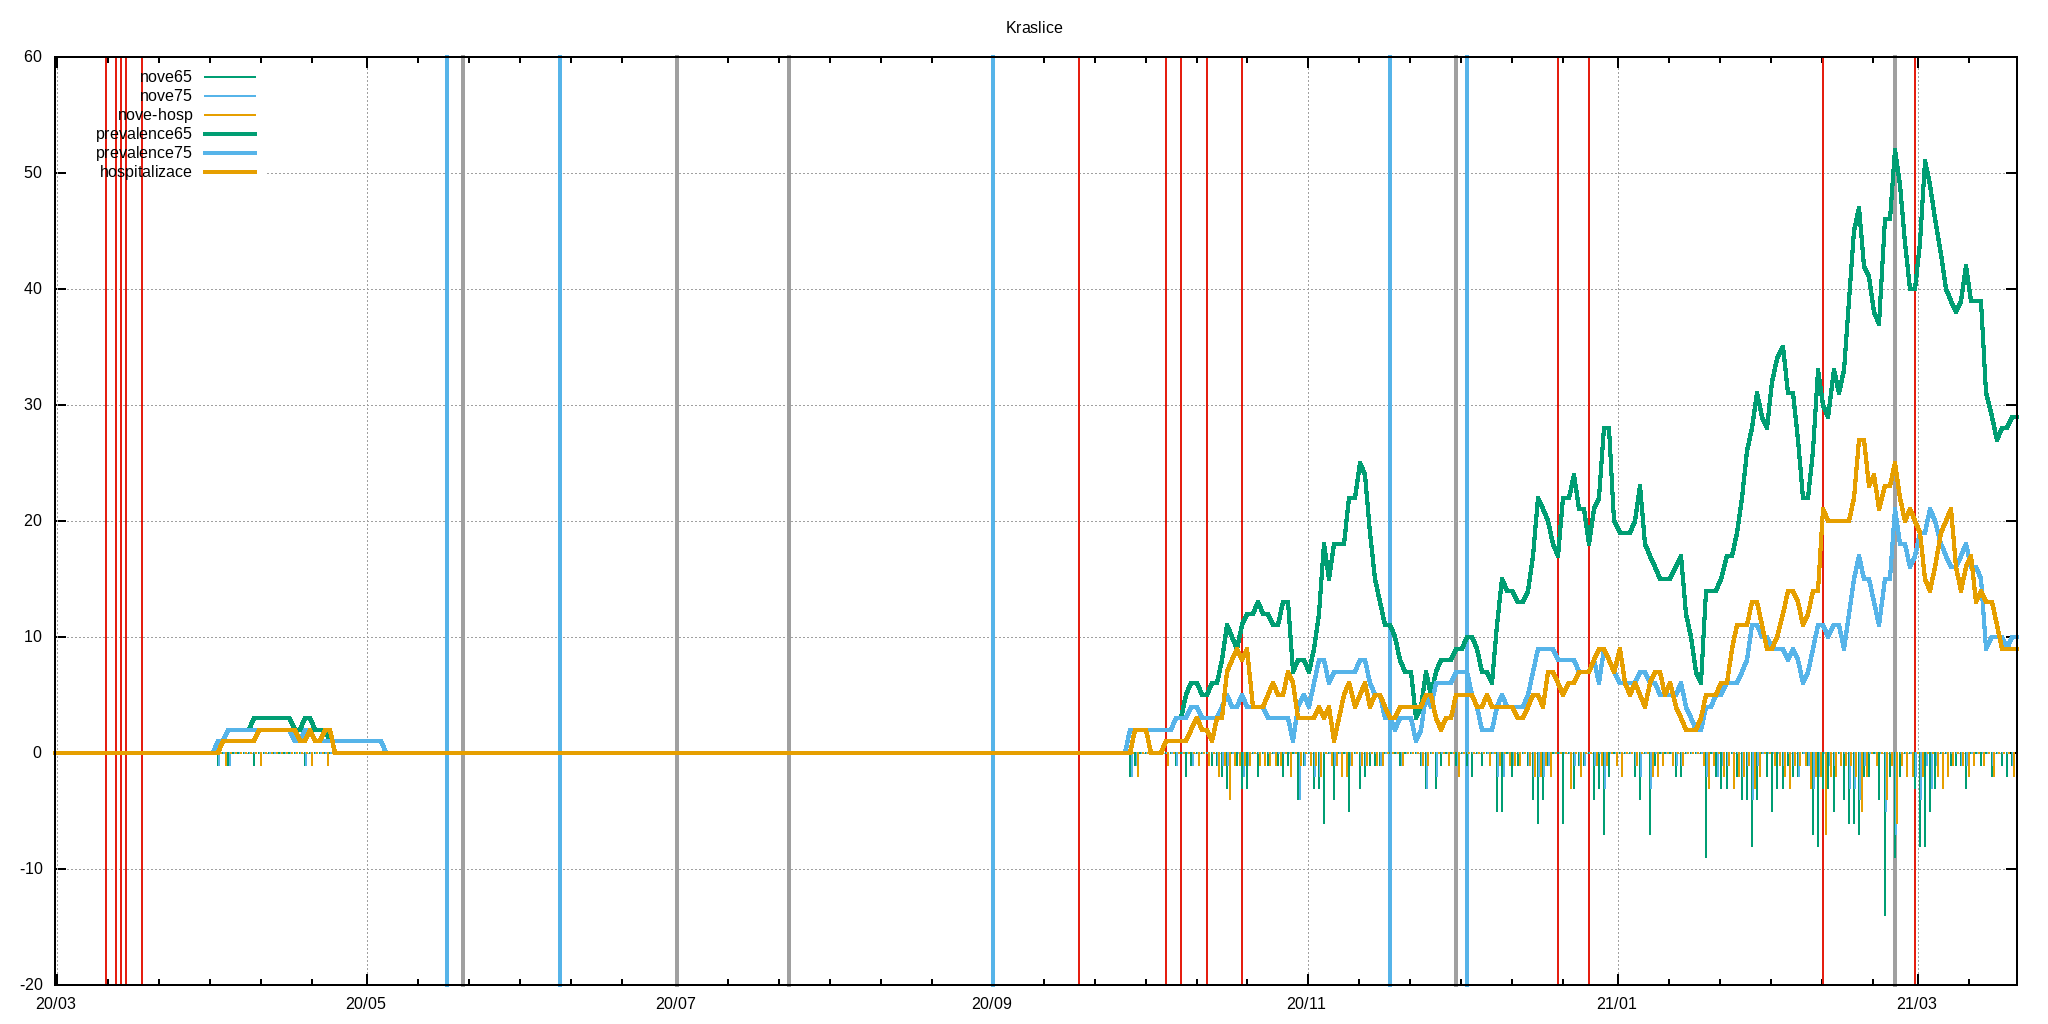 Kraslice
60
50
40
30
20
10
0
-10
-20
nove65
nove75
nove-hosp
prevalence65
prevalence75
hospitalizace
20/03 20/05 20/07 20/09 20/11 21/01 21/03